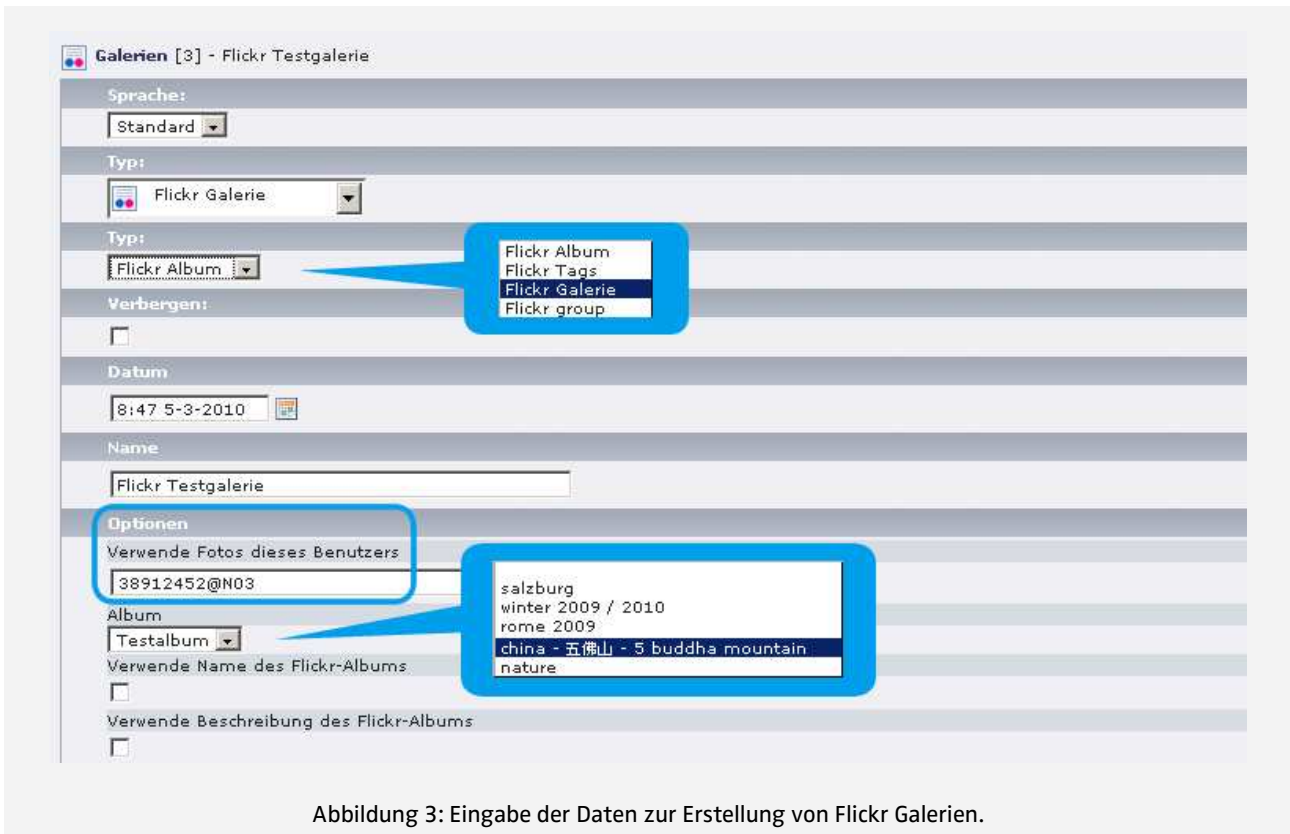 Galerien [3] - Flickr Testgalerie
Sprache:
Standard
Typ:
Flickr Galerie
Typ:
Flickr Album
Flickr Album
Flickr Tags
Flickr Galerie
Flickr group
Verbergen:
Datum
8:47 5-3-2010
Name
Flickr Testgalerie
Optionen
Verwende Fotos dieses Benutzers
38912452@N03
Album
Testalbum
salzburg
winter 2009 / 2010
rome 2009
china - 五佛山 - 5 buddha mountain
nature
Verwende Name des Flickr-Albums
Verwende Beschreibung des Flickr-Albums
Abbildung 3: Eingabe der Daten zur Erstellung von Flickr Galerien.